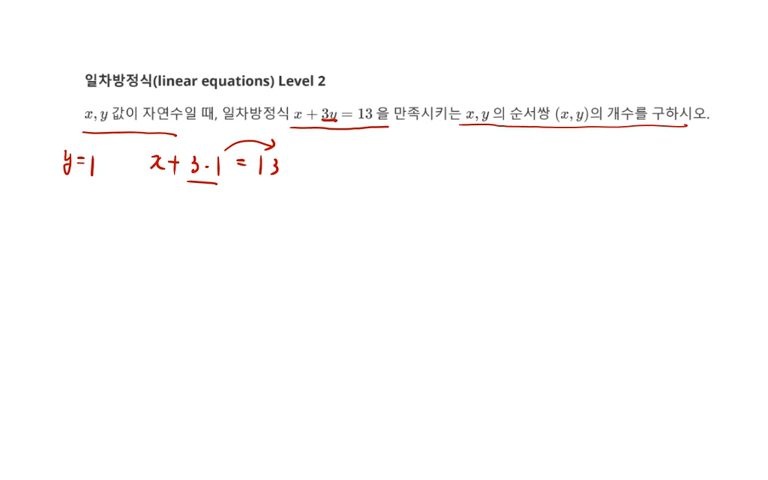 일차방정식(linear equations) Level 2
x, y 값이 자연수일 때, 일차방정식 x + 3y = 13 을 만족시키는 x, y 의 순서쌍 (x, y)의 개수를 구하시오.
y=1 x+ 3·1 = 13